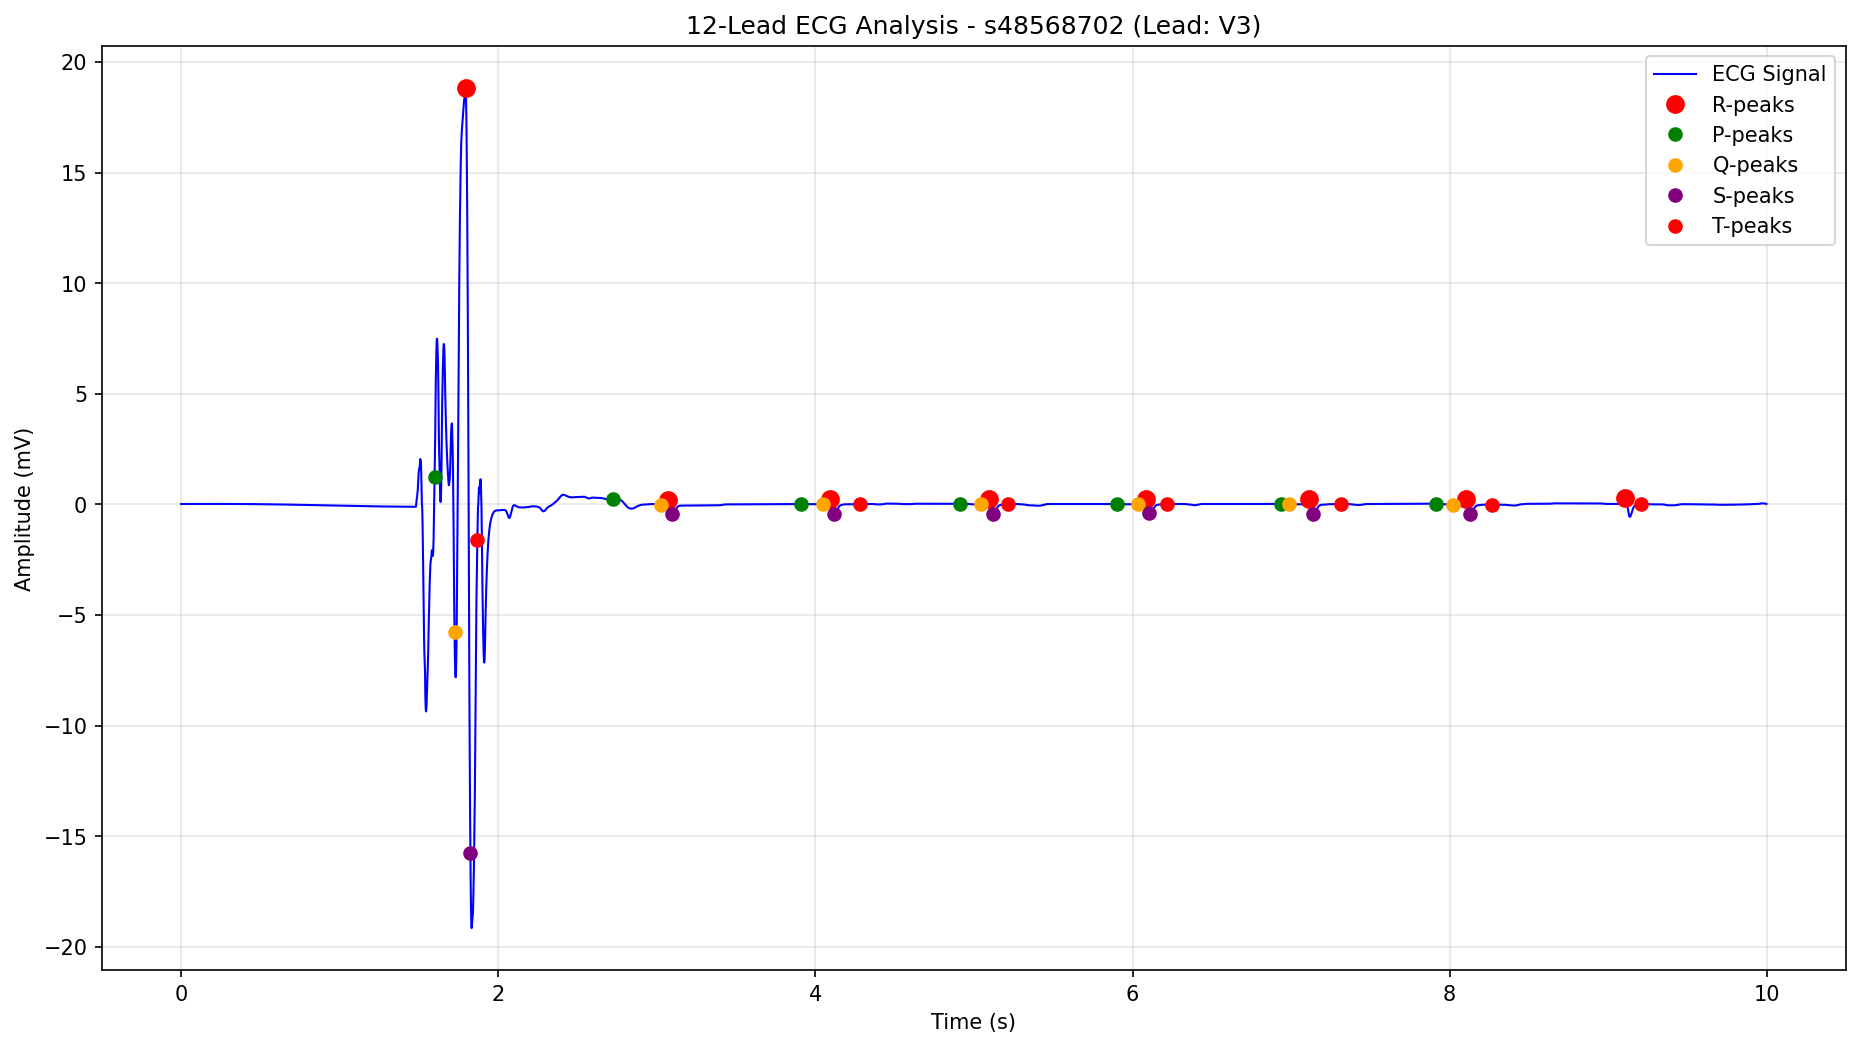 12-Lead ECG Analysis - s48568702 (Lead: V3)
20
15
10
5
0
−5
−10
−15
−20
Amplitude (mV)
ECG Signal
R-peaks
P-peaks
Q-peaks
S-peaks
T-peaks
0 2 4 6 8 10
Time (s)